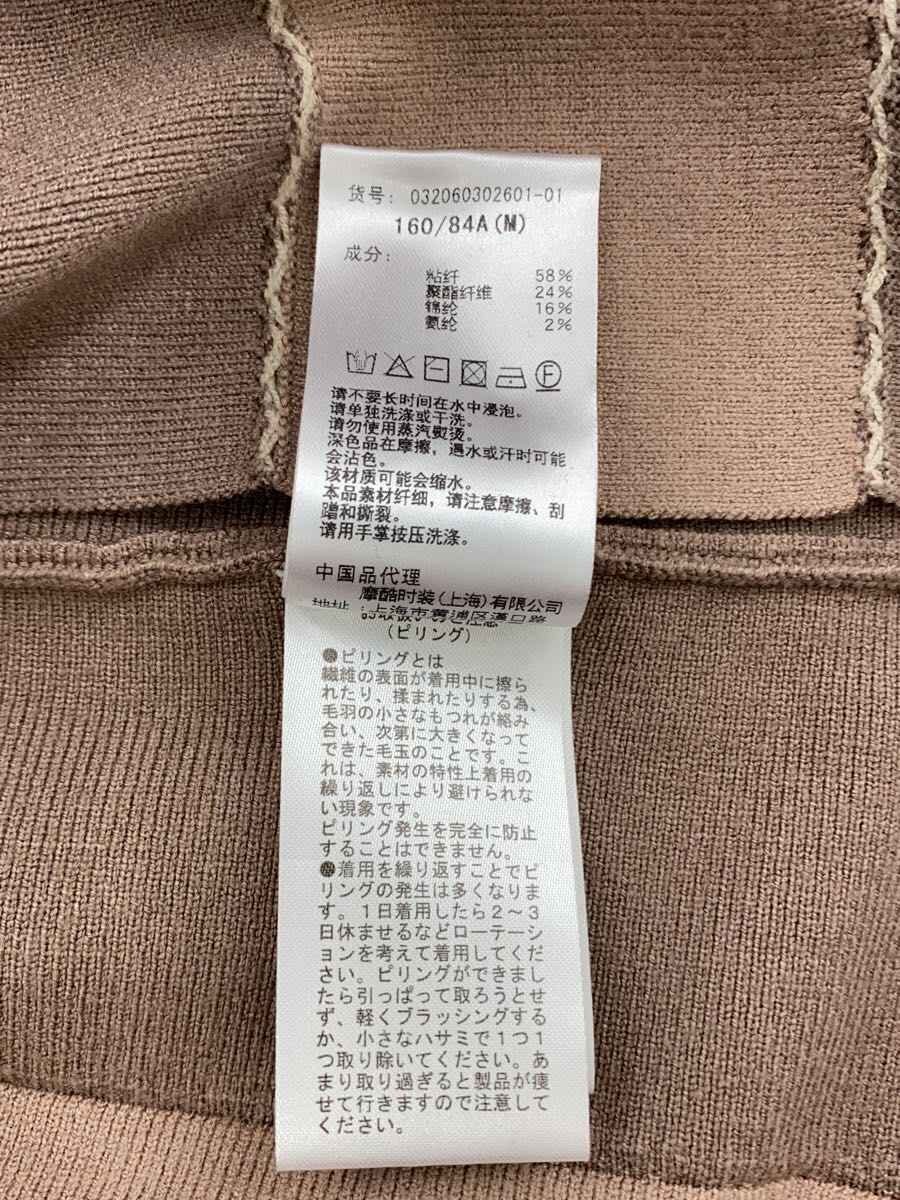 货号: 032060302601-01
160/84A(M)
成分:
粘纤 58%
聚酯纤维 24%
锦纶 16%
氨纶 2%
F
请不要长时间在水中浸泡。
请单独洗涤或干洗。
请勿使用蒸汽熨烫。
深色品在摩擦，遇水或汗时可能
会沾色。
该材质可能会缩水。
本品素材纤细，请注意摩擦、刮
蹭和撕裂。
请用手掌按压洗涤。
中国品代理
摩酷时装(上海)有限公司
地址:上海市黄浦区汉口路
(ピリング)
●ピリングとは
繊維の表面が着用中に擦ら
れたり、揉まれたりする為、
毛羽の小さなもつれが絡み
合い、次第に大きくなって
できた毛玉のことです。こ
れは、素材の特性上着用の
繰り返しにより避けられな
い現象です。
ピリング発生を完全に防止
することはできません。
●着用を繰り返すことでピ
リングの発生は多くなりま
す。1日着用したら2～3
日休ませるなどローテーシ
ョンを考えて着用してくだ
さい。ピリングができまし
たら引っぱって取ろうとせ
ず、軽くブラッシングする
か、小さなハサミで1つ1
つ取り除いてください。あ
まり取り過ぎると製品が痩
せて行きますので注意して
ください。